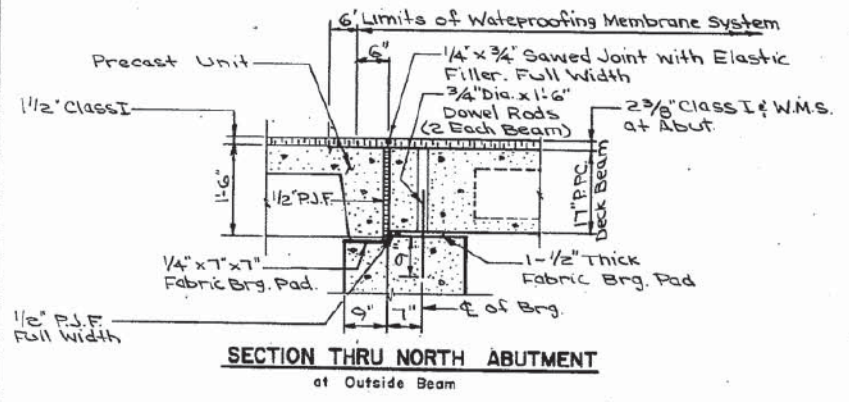 6' Limits of Wateproofing Membrane System
6"
Precast Unit
1/4" x 3/4" Sawed Joint with Elastic
Filler. Full Width
3/4" Dia. x 1'-6"
Dowel Rods
(2 Each Beam)
1 1/2" Class I
2 3/8" Class I & W.M.S.
at Abut.
1'-6"
1/2" P.J.F.
17" P.P.C.
Deck Beam
9"
1/4" x 7" x 7"
Fabric Brg. Pad.
1-1/2" Thick
Fabric Brg. Pad
1/2" P.J.F.
Full Width
9"
7"
℄ of Brg.
SECTION THRU NORTH ABUTMENT
at Outside Beam